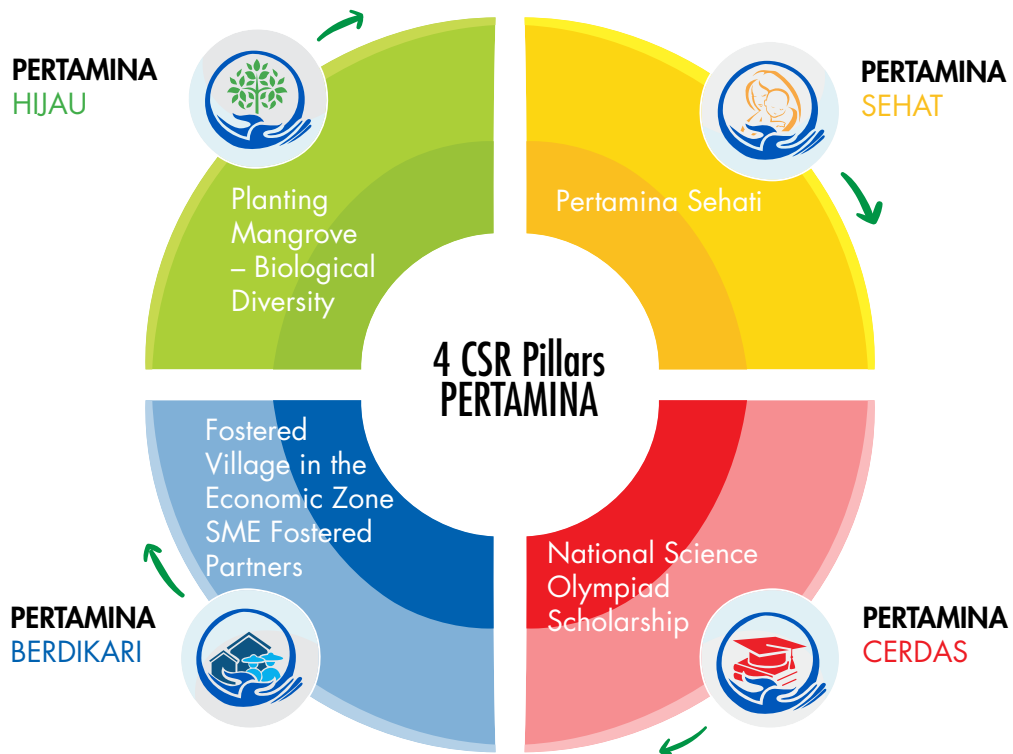 PERTAMINA
HIJAU
Planting
Mangrove
– Biological
Diversity
PERTAMINA
SEHAT
Pertamina Sehati
4 CSR Pillars
PERTAMINA
Fostered
Village in the
Economic Zone
SME Fostered
Partners
PERTAMINA
BERDIKARI
National Science
Olympiad
Scholarship
PERTAMINA
CERDAS